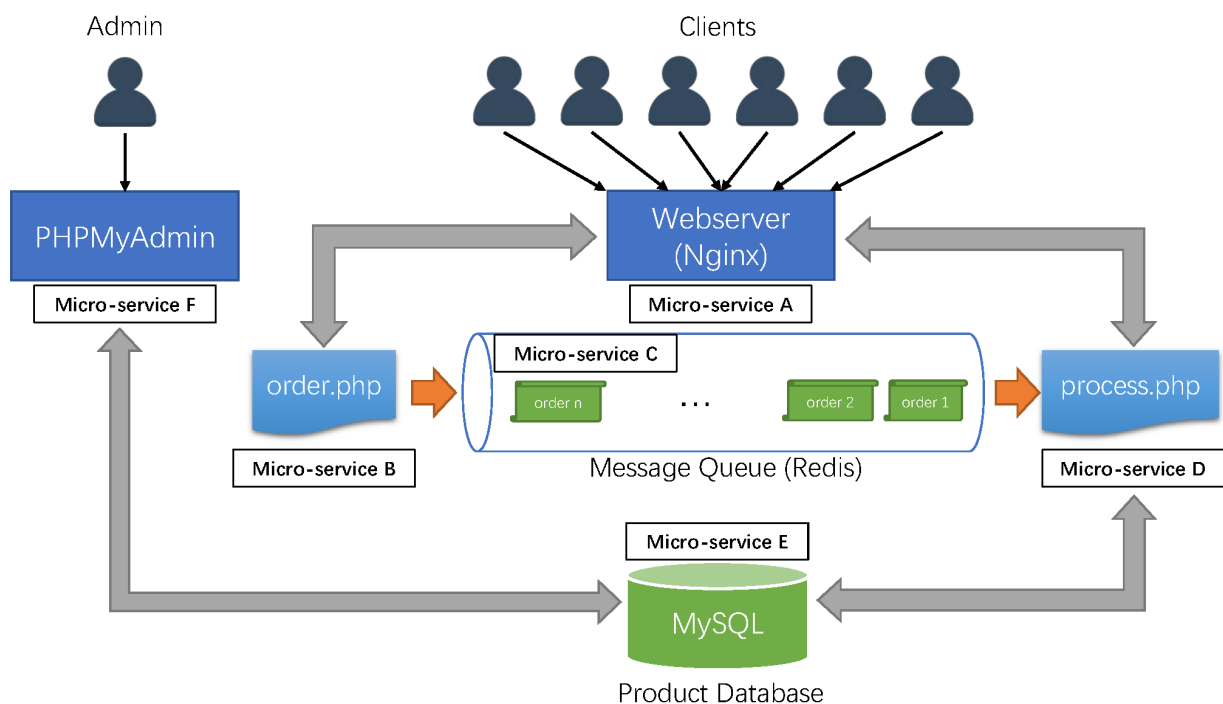 Admin
Clients
PHPMyAdmin
Webserver
(Nginx)
Micro-service F
Micro-service A
Micro-service C
order.php
order n
...
order 2
order 1
process.php
Micro-service B
Message Queue (Redis)
Micro-service D
Micro-service E
MySQL
Product Database